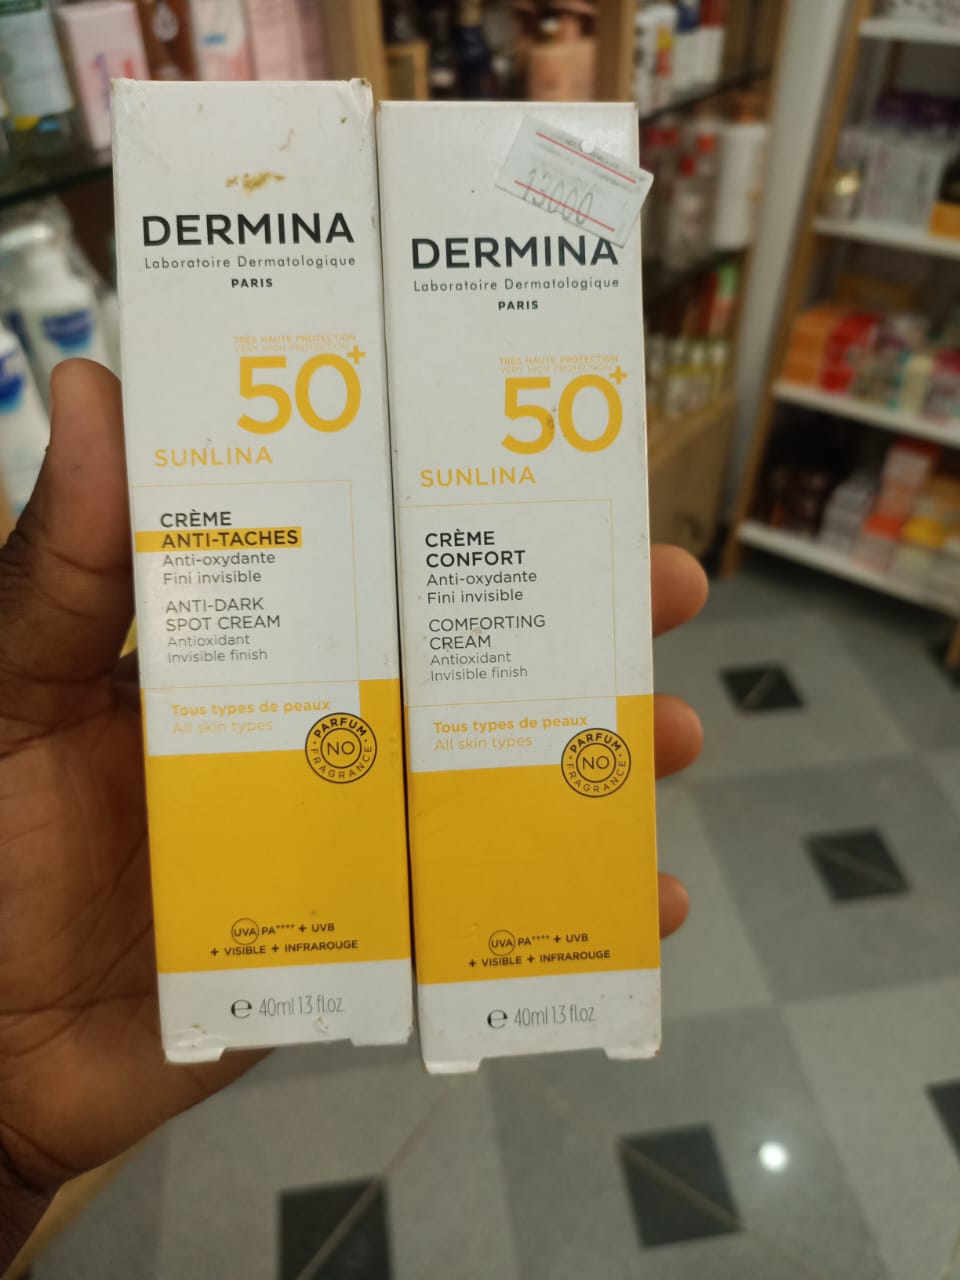 DERMINA
Laboratoire Dermatologique
PARIS
TRÈS HAUTE PROTECTION
VERY HIGH PROTECTION
50+
SUNLINA
CRÈME
ANTI-TACHES
Anti-oxydante
Fini invisible
ANTI-DARK
SPOT CREAM
Antioxidant
Invisible finish
Tous types de peaux
All skin types
PARFUM
NO
FRAGRANCE
UVA PA**** + UVB
+ VISIBLE + INFRAROUGE
e 40ml 1.3 fl.oz
13000
DERMINA
Laboratoire Dermatologique
PARIS
TRÈS HAUTE PROTECTION
VERY HIGH PROTECTION
50+
SUNLINA
CRÈME
CONFORT
Anti-oxydante
Fini invisible
COMFORTING
CREAM
Antioxidant
Invisible finish
Tous types de peaux
All skin types
PARFUM
NO
FRAGRANCE
UVA PA**** + UVB
+ VISIBLE + INFRAROUGE
e 40ml 1.3 fl.oz